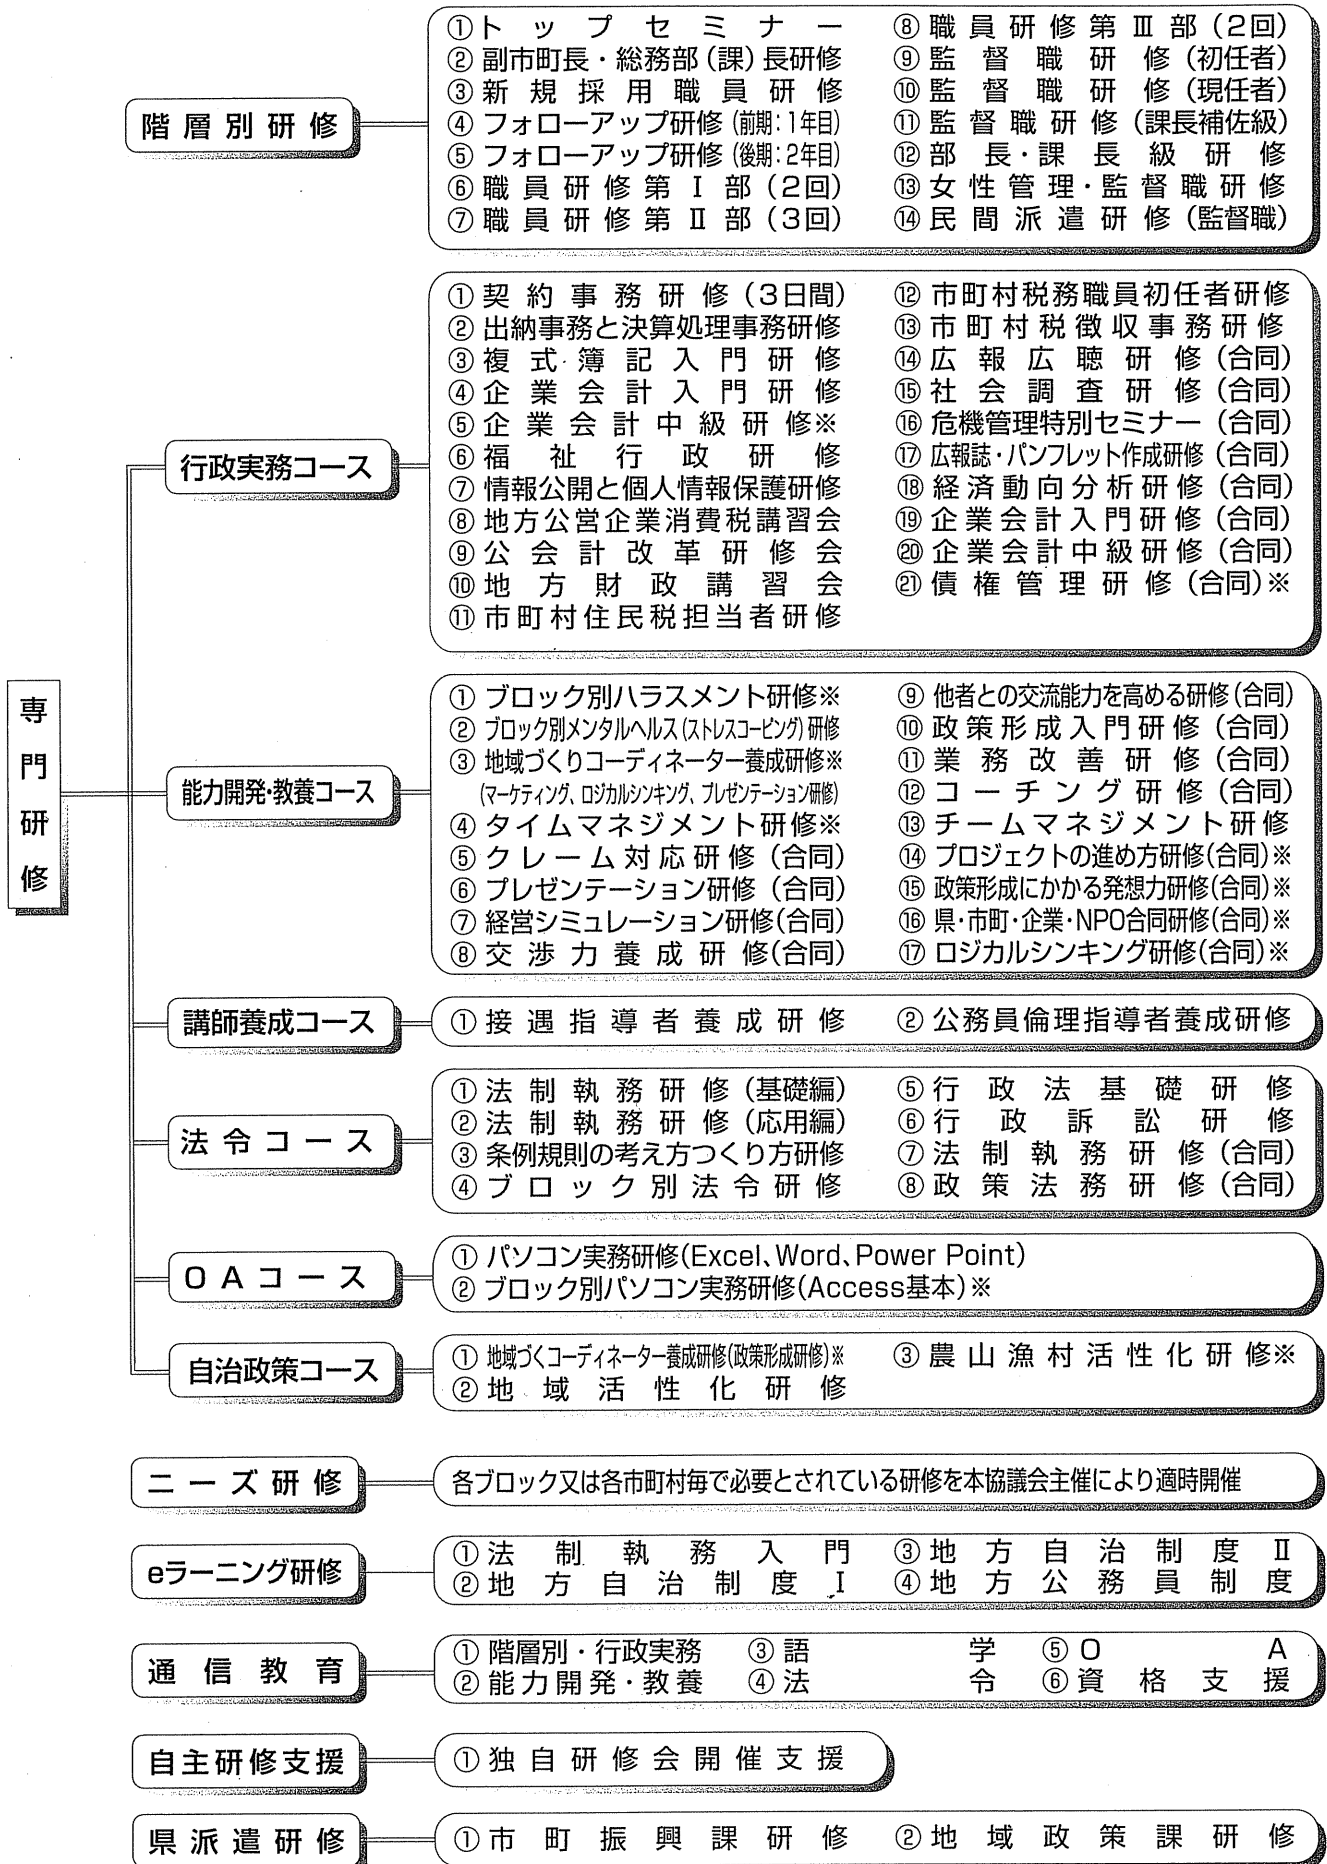 階層別研修
①トップセミナー
②副市町長・総務部(課)長研修
③新規採用職員研修
④フォローアップ研修(前期:1年目)
⑤フォローアップ研修(後期:2年目)
⑥職員研修第Ⅰ部(2回)
⑦職員研修第Ⅱ部(3回)
⑧職員研修第Ⅲ部(2回)
⑨監督職研修(初任者)
⑩監督職研修(現任者)
⑪監督職研修(課長補佐級)
⑫部長・課長級研修
⑬女性管理・監督職研修
⑭民間派遣研修(監督職)
専門研修
行政実務コース
①契約事務研修(3日間)
②出納事務と決算処理事務研修
③複式簿記入門研修
④企業会計入門研修
⑤企業会計中級研修※
⑥福祉行政研修
⑦情報公開と個人情報保護研修
⑧地方公営企業消費税講習会
⑨公会計改革研修会
⑩地方財政講習会
⑪市町村住民税担当者研修
⑫市町村税務職員初任者研修
⑬市町村税徴収事務研修
⑭広報広聴研修(合同)
⑮社会調査研修(合同)
⑯危機管理特別セミナー(合同)
⑰広報誌・パンフレット作成研修(合同)
⑱経済動向分析研修(合同)
⑲企業会計入門研修(合同)
⑳企業会計中級研修(合同)
㉑債権管理研修(合同)※
能力開発・教養コース
①ブロック別ハラスメント研修※
②ブロック別メンタルヘルス(ストレスコーピング)研修
③地域づくりコーディネーター養成研修※
(マーケティング、ロジカルシンキング、プレゼンテーション研修)
④タイムマネジメント研修※
⑤クレーム対応研修(合同)
⑥プレゼンテーション研修(合同)
⑦経営シミュレーション研修(合同)
⑧交渉力養成研修(合同)
⑨他者との交流能力を高める研修(合同)
⑩政策形成入門研修(合同)
⑪業務改善研修(合同)
⑫コーチング研修(合同)
⑬チームマネジメント研修
⑭プロジェクトの進め方研修(合同)※
⑮政策形成にかかる発想力研修(合同)※
⑯県・市町・企業・NPO合同研修(合同)※
⑰ロジカルシンキング研修(合同)※
講師養成コース
①接遇指導者養成研修
②公務員倫理指導者養成研修
法令コース
①法制執務研修(基礎編)
②法制執務研修(応用編)
③条例規則の考え方つくり方研修
④ブロック別法令研修
⑤行政法基礎研修
⑥行政訴訟研修
⑦法制執務研修(合同)
⑧政策法務研修(合同)
OAコース
①パソコン実務研修(Excel、Word、Power Point)
②ブロック別パソコン実務研修(Access基本)※
自治政策コース
①地域づくコーディネーター養成研修(政策形成研修)※
②地域活性化研修
③農山漁村活性化研修※
ニーズ研修
各ブロック又は各市町村毎で必要とされている研修を本協議会主催により適時開催
eラーニング研修
①法制執務入門
②地方自治制度Ⅰ
③地方自治制度Ⅱ
④地方公務員制度
通信教育
①階層別・行政実務
②能力開発・教養
③語学
④法令
⑤OA
⑥資格支援
自主研修支援
①独自研修会開催支援
県派遣研修
①市町振興課研修
②地域政策課研修